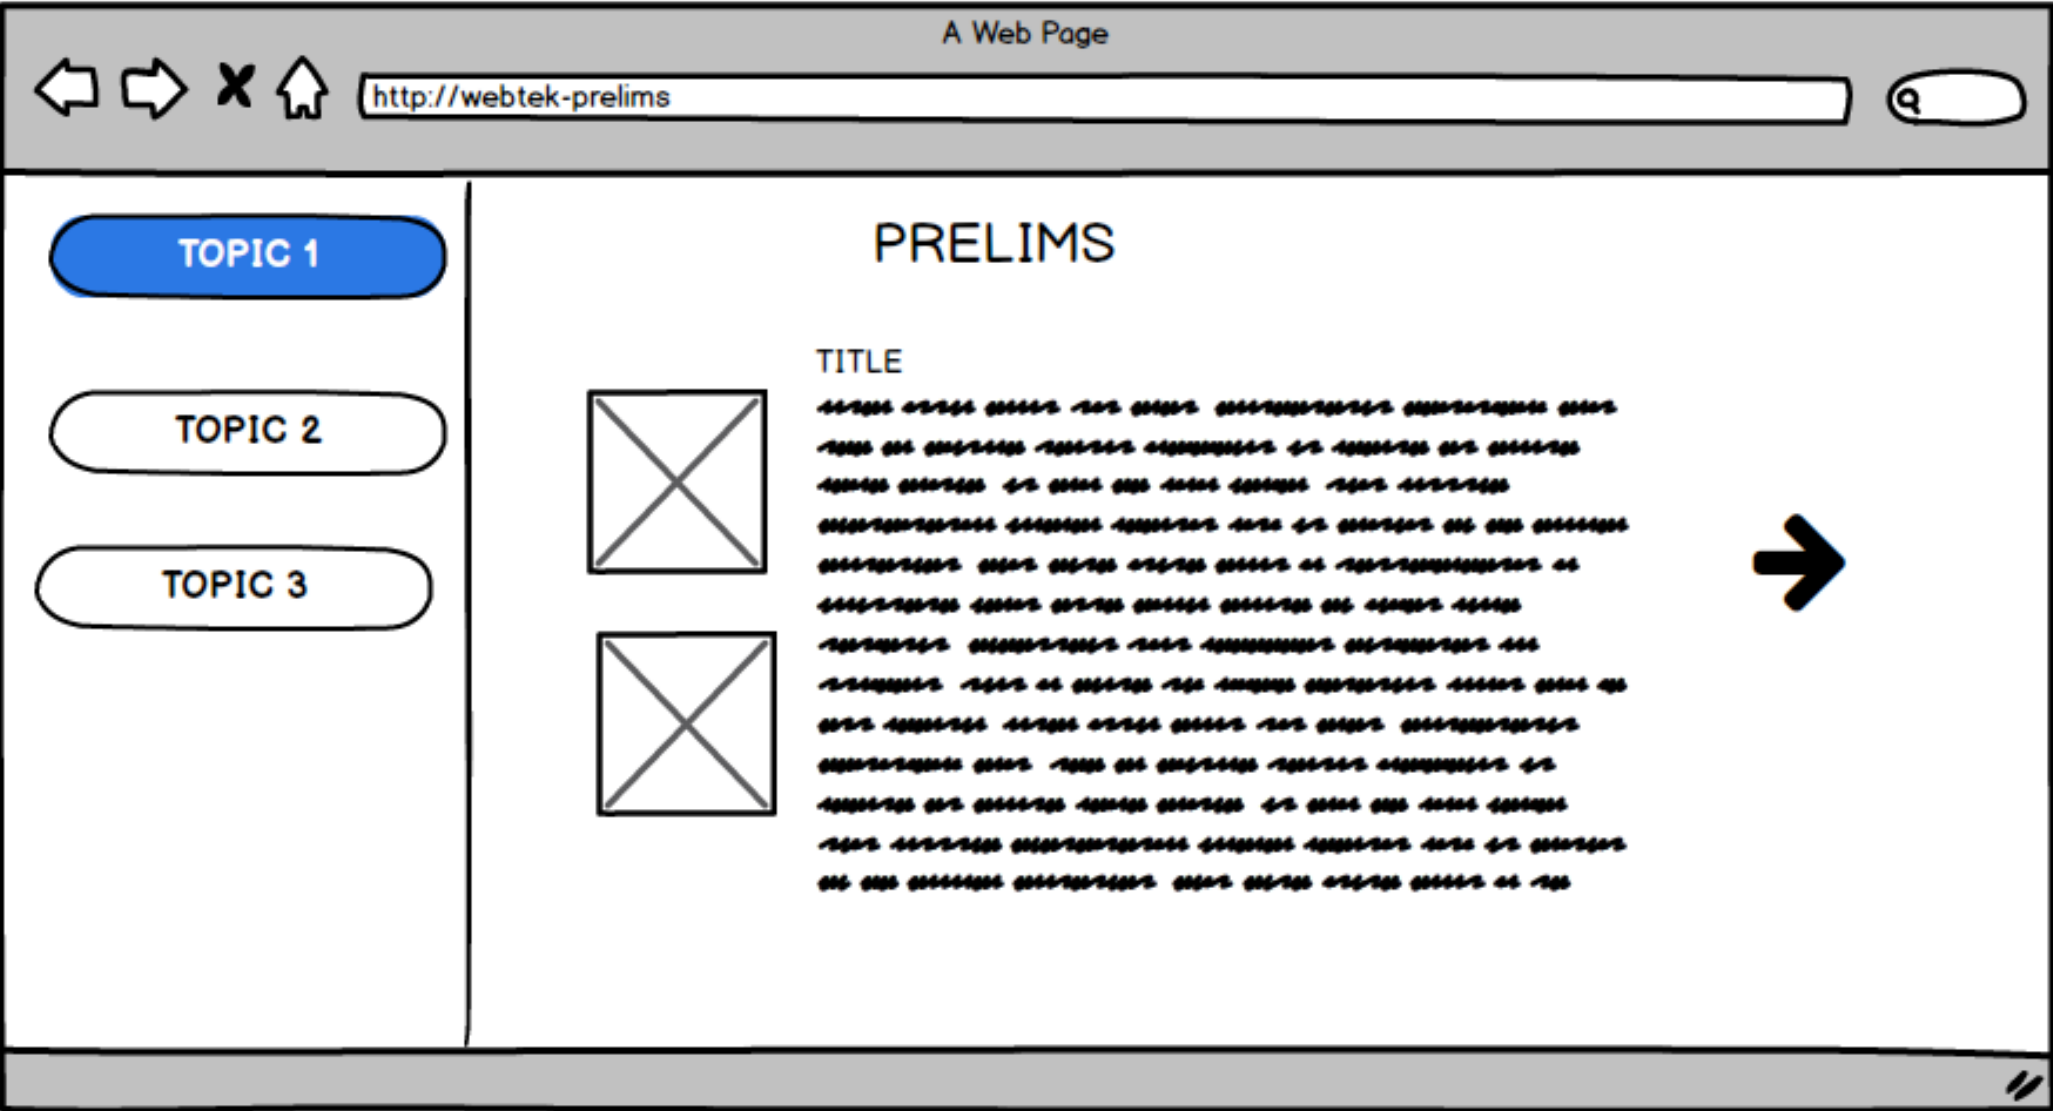 A Web Page
http://webtek-prelims
TOPIC 1
TOPIC 2
TOPIC 3
PRELIMS
TITLE